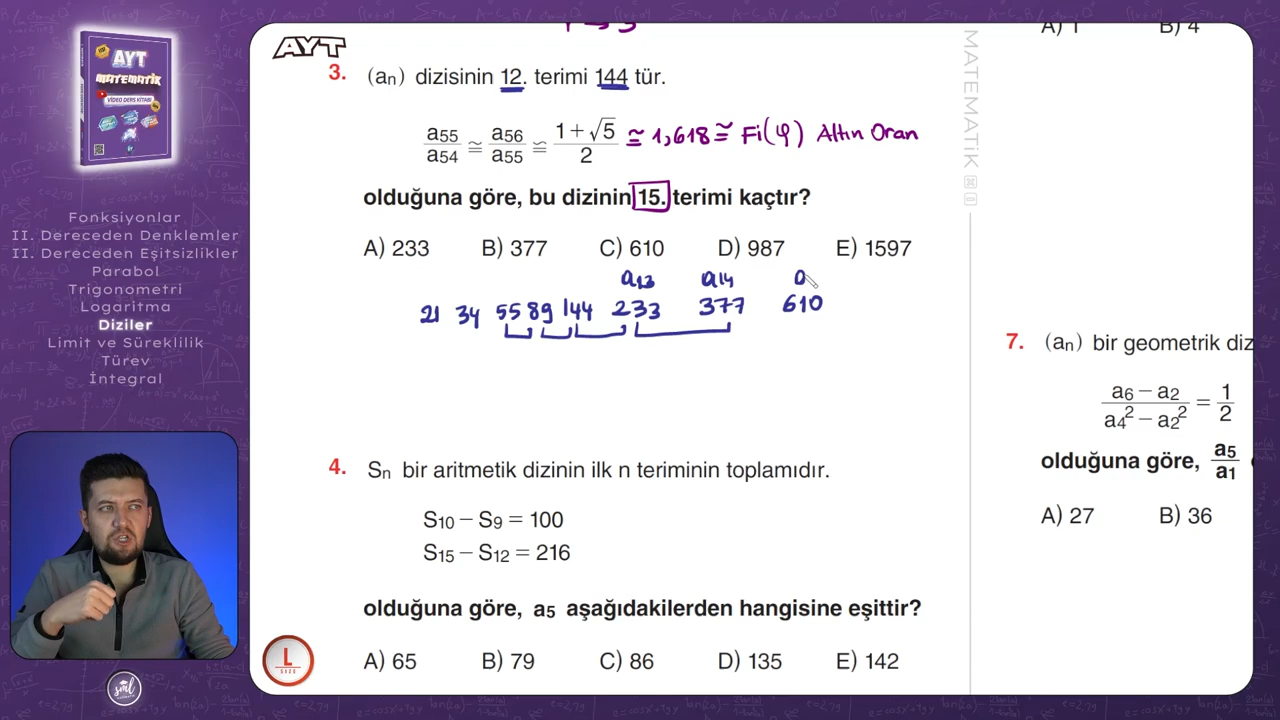 AYT
MATEMATİK
VİDEO DERS KİTABI
Fonksiyonlar
II. Dereceden Denklemler
II. Dereceden Eşitsizlikler
Parabol
Trigonometri
Logaritma
Diziler
Limit ve Süreklilik
Türev
İntegral
sml
AYT
3. (an) dizisinin 12. terimi 144 tür.
a55/a54 ≅ a56/a55 ≅ (1+√5)/2 ≅ 1,618 ≅ Fi(φ) Altın Oran
olduğuna göre, bu dizinin 15. terimi kaçtır?
A) 233 B) 377 C) 610 D) 987 E) 1597
a13 a14 a
21 34 55 89 144 233 377 610
4. Sn bir aritmetik dizinin ilk n teriminin toplamıdır.
S10 – S9 = 100
S15 – S12 = 216
olduğuna göre, a5 aşağıdakilerden hangisine eşittir?
A) 65 B) 79 C) 86 D) 135 E) 142
L
SIZE
MATEMATİK
A) 1 B) 4
7. (an) bir geometrik diz
(a6 – a2)/(a4² – a2²) = 1/2
olduğuna göre, a5/a1
A) 27 B) 36